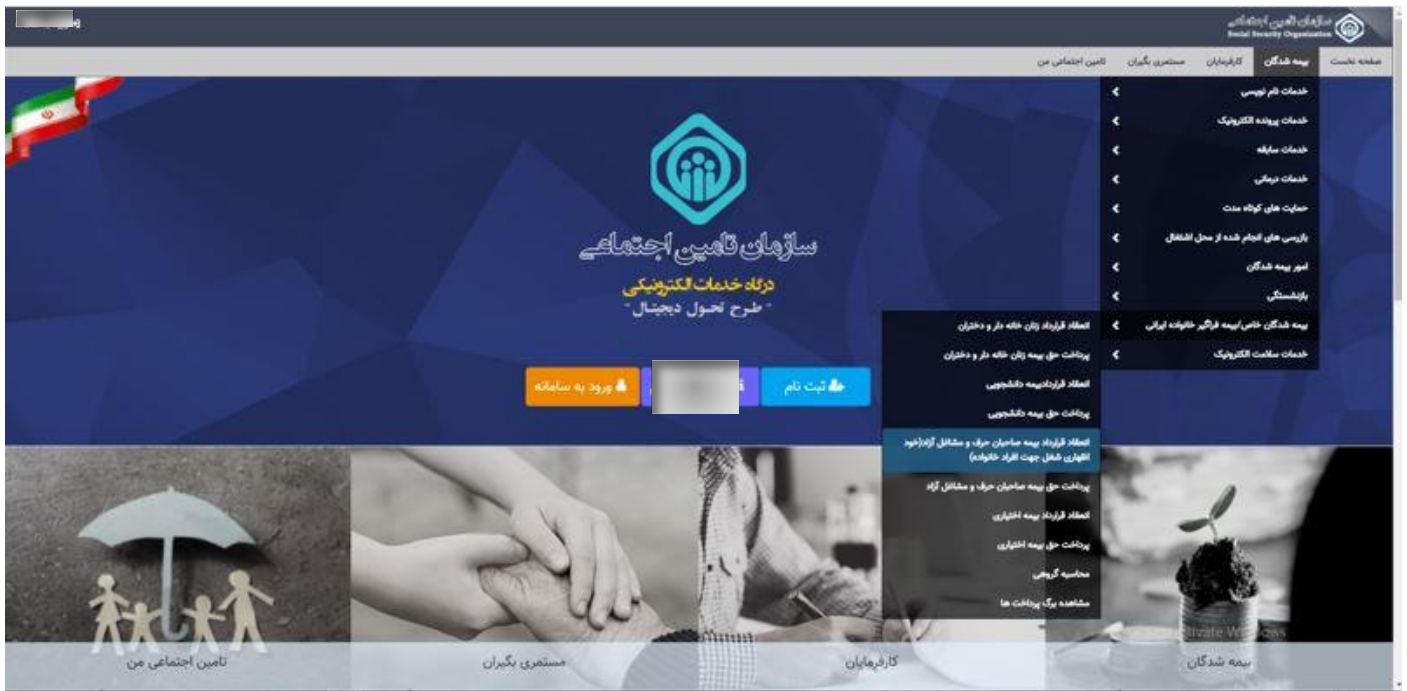 سازمان تامین اجتماعی
Social Security Organization
صفحه نخست
بیمه شدگان
کارفرمایان
مستمری بگیران
تامین اجتماعی من
خدمات نام نویسی
خدمات پرونده الکترونیک
خدمات سابقه
خدمات درمانی
حمایت های کوتاه مدت
بازرسی های انجام شده از محل اشتغال
امور بیمه شدگان
بازنشستگی
بیمه شدگان خاص/بیمه فراگیر خانواده ایرانی
خدمات سلامت الکترونیک
انعقاد قرارداد زنان خانه دار و دختران
پرداخت حق بیمه زنان خانه دار و دختران
انعقاد قراردادبیمه دانشجویی
پرداخت حق بیمه دانشجویی
انعقاد قرارداد بیمه صاحبان حرف و مشاغل آزاد(خود
اظهاری شغل جهت افراد خانواده)
پرداخت حق بیمه صاحبان حرف و مشاغل آزاد
انعقاد قرارداد بیمه اختیاری
پرداخت حق بیمه اختیاری
محاسبه گروهی
مشاهده برگ پرداخت ها
سازمان تامین اجتماعی
درگاه خدمات الکترونیکی
" طرح تحول دیجیتال "
ثبت نام
ورود به سامانه
بیمه شدگان
کارفرمایان
مستمری بگیران
تامین اجتماعی من